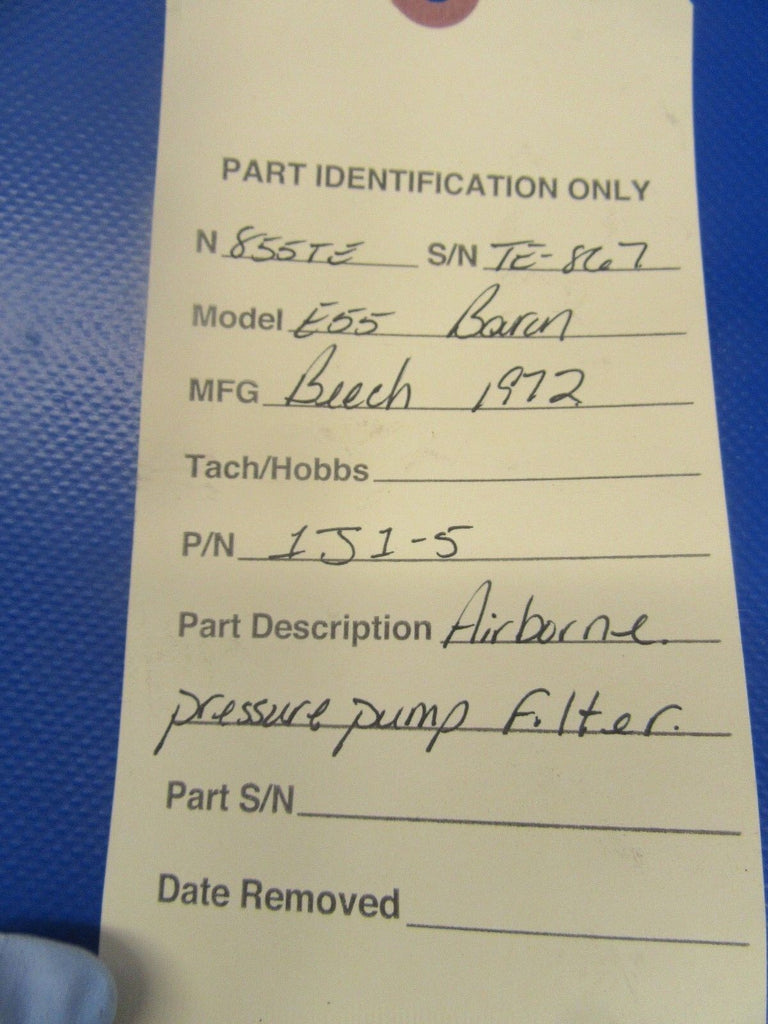 PART IDENTIFICATION ONLY
N 855TE S/N TE-867
Model E55 Baron
MFG Beech 1972
Tach/Hobbs
P/N 1J1-5
Part Description Airborne
pressure pump filter.
Part S/N
Date Removed